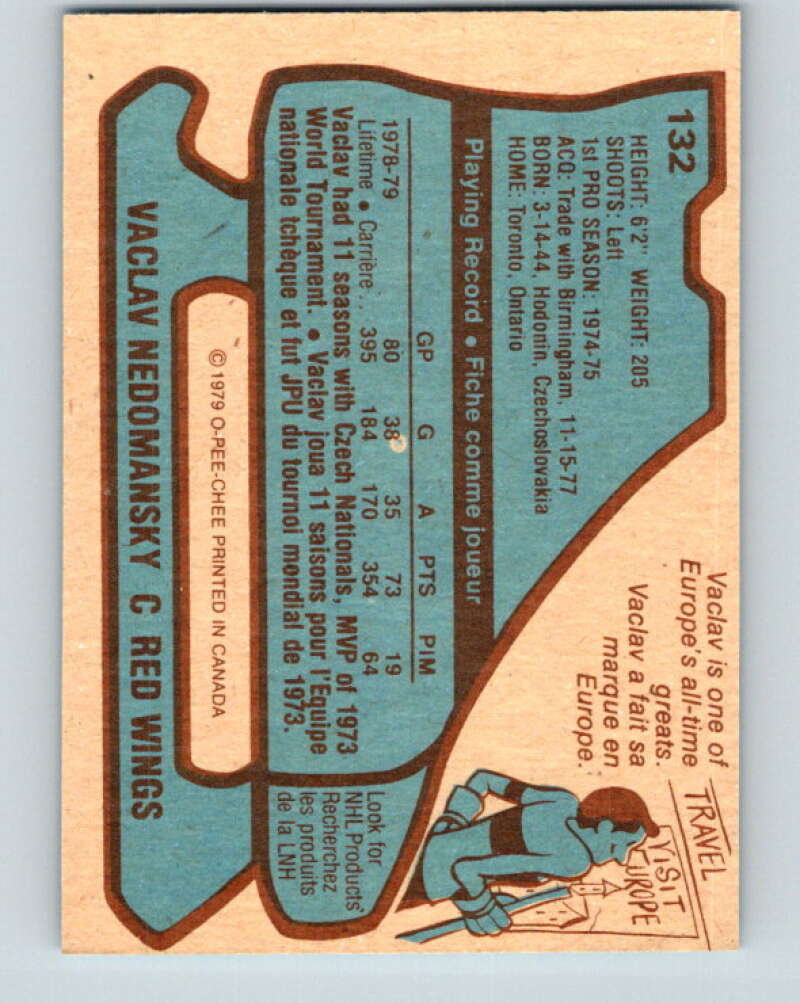 132
HEIGHT: 6'2" WEIGHT: 205
SHOOTS: Left
1st PRO SEASON: 1974-75
ACQ: Trade with Birmingham, 11-15-77
BORN: 3-14-44, Hodonin, Czechoslovakia
HOME: Toronto, Ontario
Vaclav is one of
Europe's all-time
greats.
Vaclav a fait sa
marque en
Europe.
TRAVEL
VISIT
EUROPE
Playing Record • Fiche comme joueur
GP G A PTS PIM
1978-79 80 38 35 73 19
Lifetime • Carrière 395 184 170 354 64
Vaclav had 11 seasons with Czech Nationals, MVP of 1973
World Tournament. • Vaclav joua 11 saisons pour l'Equipe
nationale tchèque et fut JPU du tournoi mondial de 1973.
Look for
NHL Products
Recherchez
les produits
de la LNH
© 1979 O-PEE-CHEE PRINTED IN CANADA
VACLAV NEDOMANSKY C RED WINGS